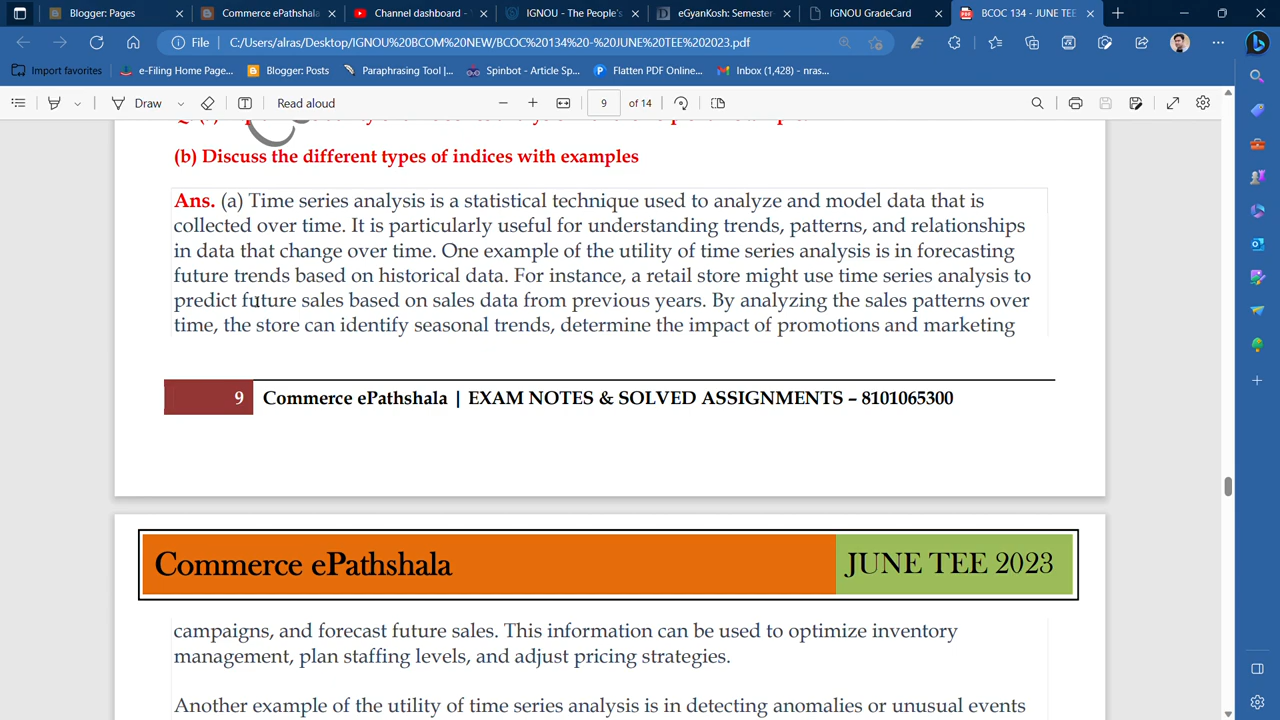 Blogger: Pages
Commerce ePathshala
Channel dashboard -
IGNOU - The People's
eGyanKosh: Semester-
IGNOU GradeCard
BCOC 134 - JUNE TEE
File
C:/Users/alras/Desktop/IGNOU%20BCOM%20NEW/BCOC%20134%20-%20JUNE%20TEE%202023.pdf
Import favorites
e-Filing Home Page...
Blogger: Posts
Paraphrasing Tool |...
Spinbot - Article Sp...
Flatten PDF Online...
Inbox (1,428) - nras...
Draw
Read aloud
9 of 14
(b) Discuss the different types of indices with examples
Ans. (a) Time series analysis is a statistical technique used to analyze and model data that is
collected over time. It is particularly useful for understanding trends, patterns, and relationships
in data that change over time. One example of the utility of time series analysis is in forecasting
future trends based on historical data. For instance, a retail store might use time series analysis to
predict future sales based on sales data from previous years. By analyzing the sales patterns over
time, the store can identify seasonal trends, determine the impact of promotions and marketing
9 Commerce ePathshala | EXAM NOTES & SOLVED ASSIGNMENTS – 8101065300
Commerce ePathshala
JUNE TEE 2023
campaigns, and forecast future sales. This information can be used to optimize inventory
management, plan staffing levels, and adjust pricing strategies.
Another example of the utility of time series analysis is in detecting anomalies or unusual events